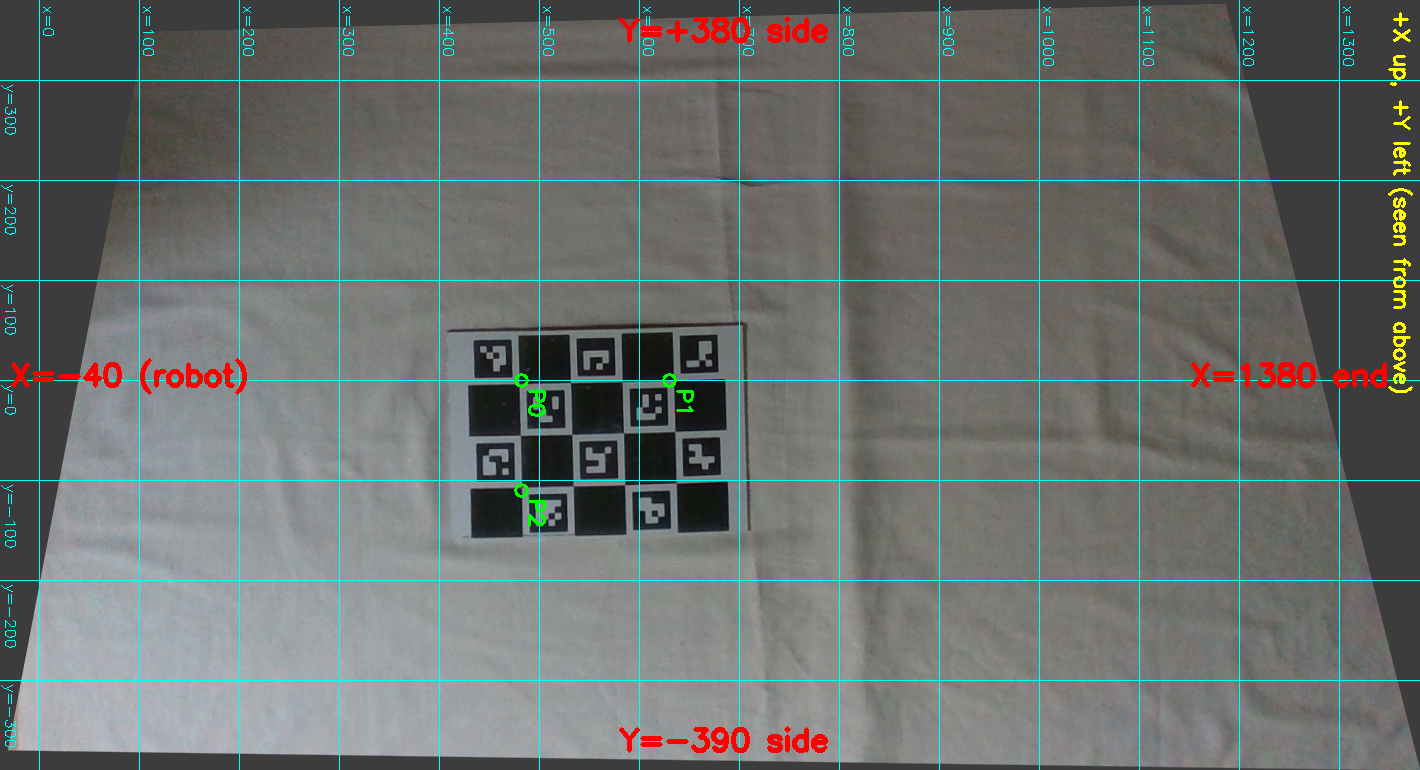 x=0
x=100
x=200
x=300
x=400
x=500
x=600
x=700
x=800
x=900
x=1000
x=1100
x=1200
x=1300
Y=+380 side
+X up, +Y left (seen from above)
y=300
y=200
y=100
X=-40 (robot)
X=1380 end
y=0
P0
P1
y=-100
P2
y=-200
y=-300
Y=-390 side